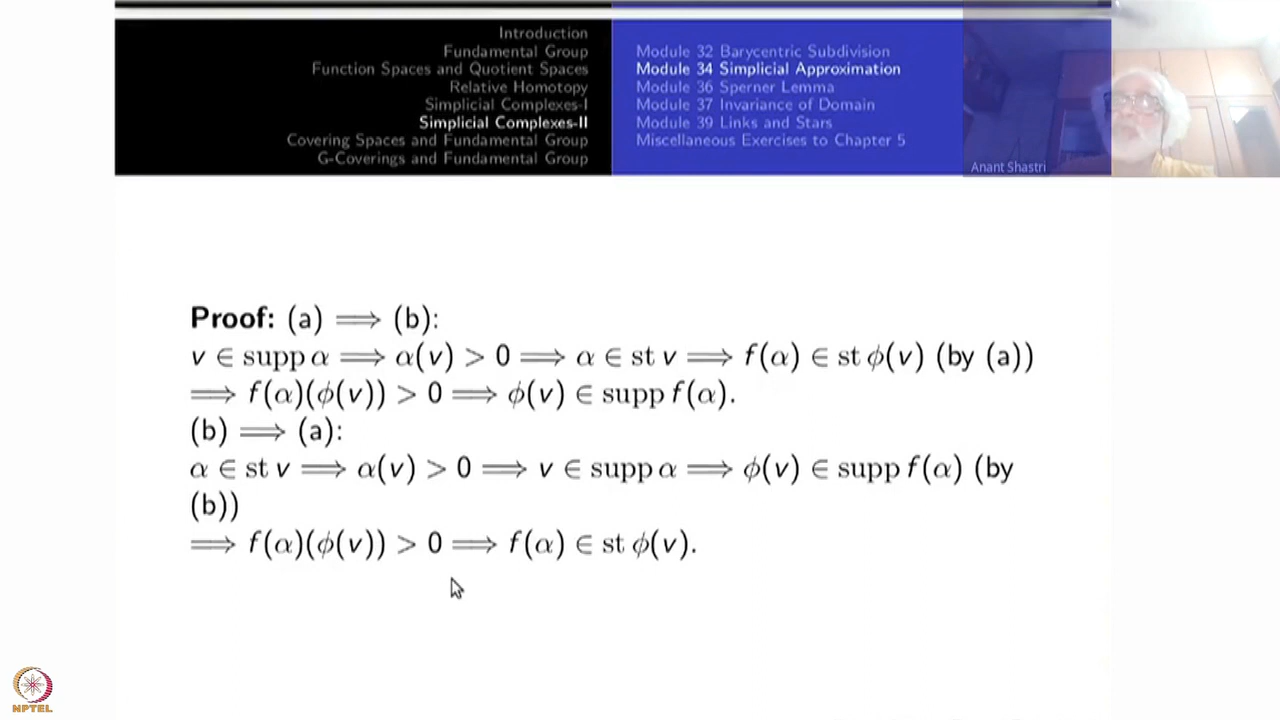 Introduction
Fundamental Group
Function Spaces and Quotient Spaces
Relative Homotopy
Simplicial Complexes-I
Simplicial Complexes-II
Covering Spaces and Fundamental Group
G-Coverings and Fundamental Group
Module 32 Barycentric Subdivision
Module 34 Simplicial Approximation
Module 36 Sperner Lemma
Module 37 Invariance of Domain
Module 39 Links and Stars
Miscellaneous Exercises to Chapter 5
Anant Shastri
Proof: (a) ⟹ (b):
v ∈ supp α ⟹ α(v) > 0 ⟹ α ∈ st v ⟹ f(α) ∈ st ϕ(v) (by (a))
⟹ f(α)(ϕ(v)) > 0 ⟹ ϕ(v) ∈ supp f(α).
(b) ⟹ (a):
α ∈ st v ⟹ α(v) > 0 ⟹ v ∈ supp α ⟹ ϕ(v) ∈ supp f(α) (by
(b))
⟹ f(α)(ϕ(v)) > 0 ⟹ f(α) ∈ st ϕ(v).
NPTEL